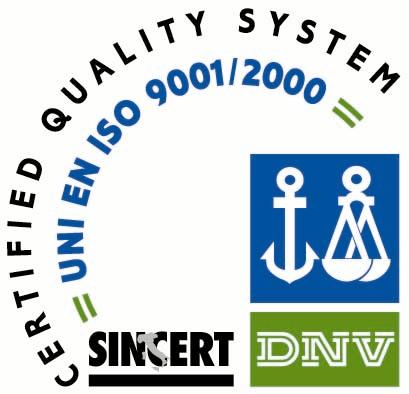 CERTIFIED QUALITY SYSTEM
= UNI EN ISO 9001/2000 =
SINCERT
DNV